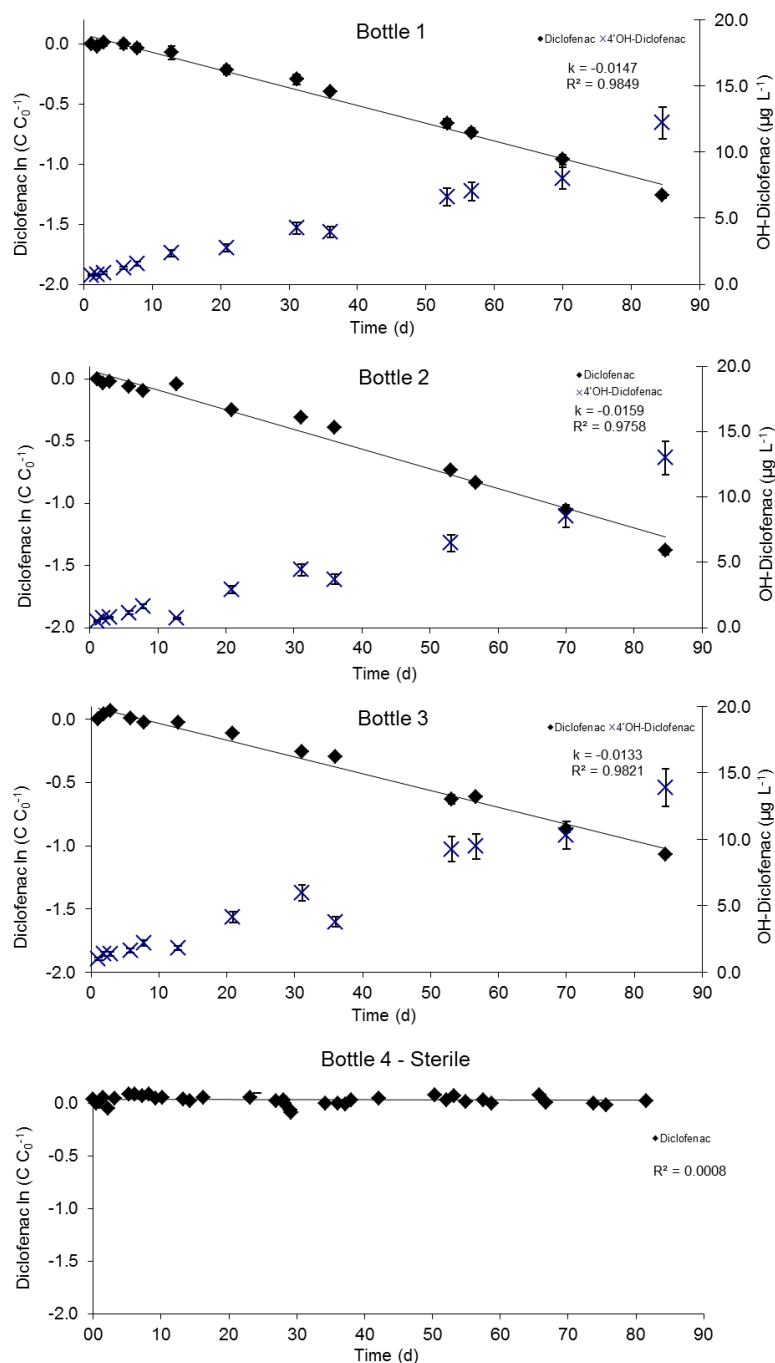 Bottle 1
◆Diclofenac ×4'OH-Diclofenac
k = -0.0147
R² = 0.9849
Diclofenac ln (C C₀⁻¹)
0.0
-0.5
-1.0
-1.5
-2.0
20.0
15.0
10.0
5.0
0.0
OH-Diclofenac (µg L⁻¹)
0 10 20 30 40 50 60 70 80 90
Time (d)
Bottle 2
◆Diclofenac
×4'OH-Diclofenac
k = -0.0159
R² = 0.9758
Diclofenac ln (C C₀⁻¹)
0.0
-0.5
-1.0
-1.5
-2.0
20.0
15.0
10.0
5.0
0.0
OH-Diclofenac (µg L⁻¹)
0 10 20 30 40 50 60 70 80 90
Time (d)
Bottle 3
◆Diclofenac ×4'OH-Diclofenac
k = -0.0133
R² = 0.9821
Diclofenac ln (C C₀⁻¹)
0.0
-0.5
-1.0
-1.5
-2.0
20.0
15.0
10.0
5.0
0.0
OH-Diclofenac (µg L⁻¹)
0 10 20 30 40 50 60 70 80 90
Time (d)
Bottle 4 - Sterile
◆Diclofenac
R² = 0.0008
Diclofenac ln (C C₀⁻¹)
0.0
-0.5
-1.0
-1.5
-2.0
00 10 20 30 40 50 60 70 80 90
Time (d)